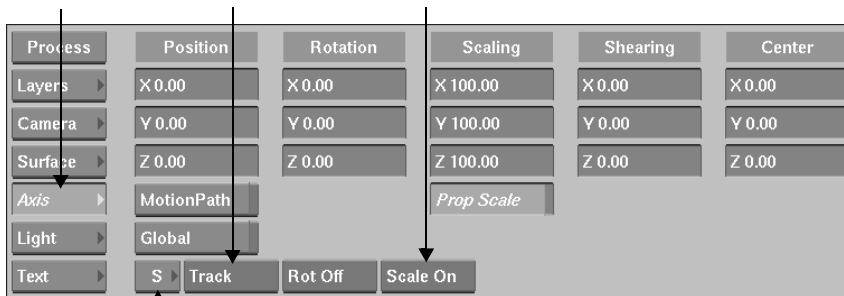 Process Position Rotation Scaling Shearing Center
Layers X 0.00 X 0.00 X 100.00 X 0.00 X 0.00
Camera Y 0.00 Y 0.00 Y 100.00 Y 0.00 Y 0.00
Surface Z 0.00 Z 0.00 Z 100.00 Z 0.00 Z 0.00
Axis MotionPath Prop Scale
Light Global
Text S Track Rot Off Scale On